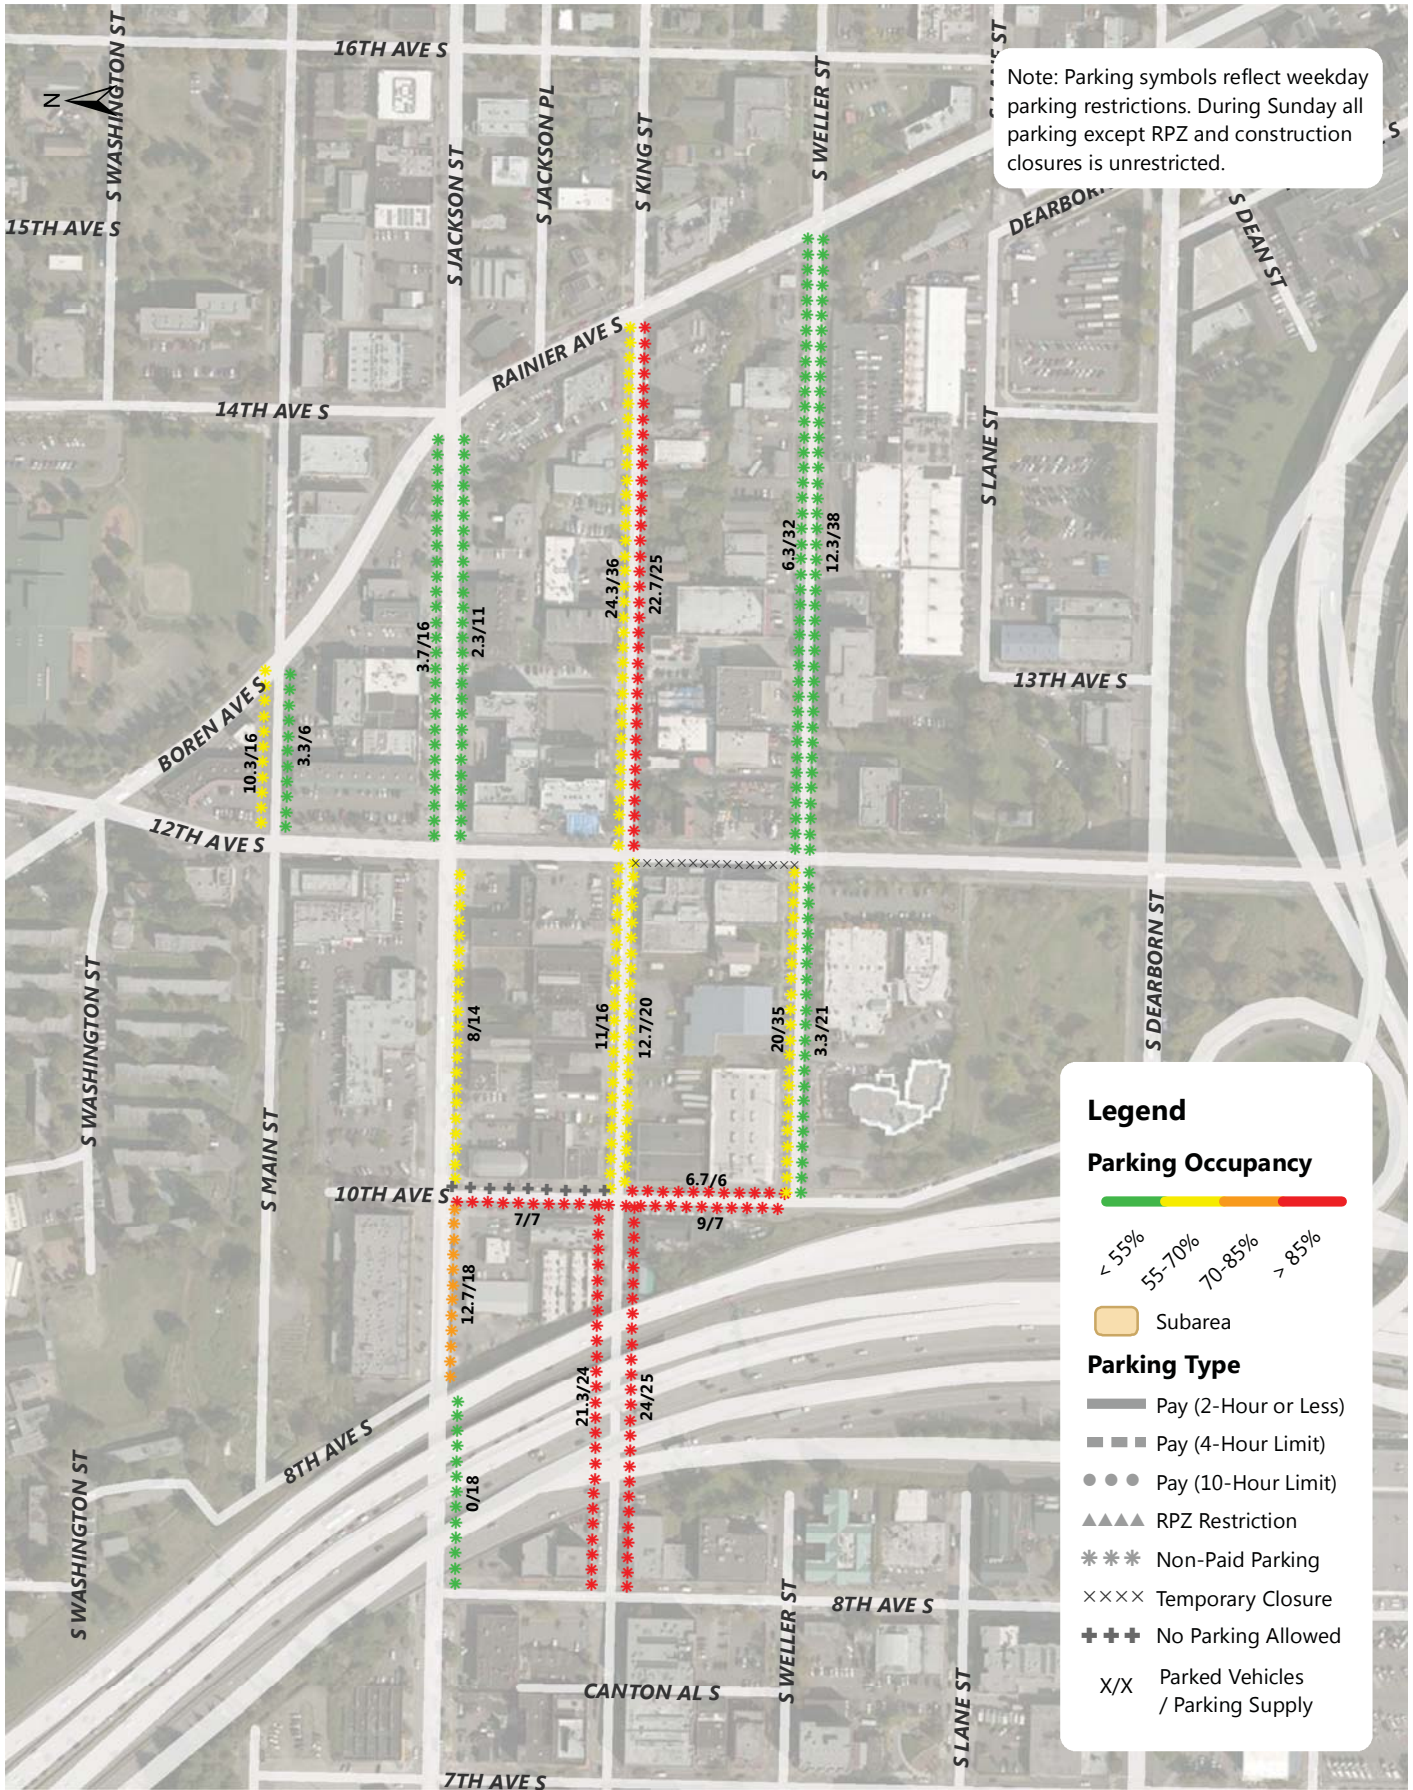 S WASHINGTON ST
16TH AVE S
S JACKSON PL
S KING ST
S WELLER ST
S LANE ST
Note: Parking symbols reflect weekday
parking restrictions. During Sunday all
parking except RPZ and construction
closures is unrestricted.
S
N
S JACKSON ST
15TH AVE S
DEARBORN
S DEAN ST
RAINIER AVE S
14TH AVE S
S LANE ST
6.3/32
12.3/38
24.3/36
22.7/25
3.7/16
2.3/11
13TH AVE S
BOREN AVE S
10.3/16
3.3/6
12TH AVE S
S WASHINGTON ST
S DEARBORN ST
8/14
11/16
12.7/20
20/35
3.3/21
S MAIN ST
10TH AVE S
6.7/6
7/7
9/7
12.7/18
21.3/24
24/25
8TH AVE S
0/18
S WASHINGTON ST
S WELLER ST
8TH AVE S
S LANE ST
CANTON AL S
7TH AVE S
Legend
Parking Occupancy
< 55%
55-70%
70-85%
> 85%
Subarea
Parking Type
Pay (2-Hour or Less)
Pay (4-Hour Limit)
Pay (10-Hour Limit)
RPZ Restriction
Non-Paid Parking
Temporary Closure
No Parking Allowed
X/X Parked Vehicles
/ Parking Supply